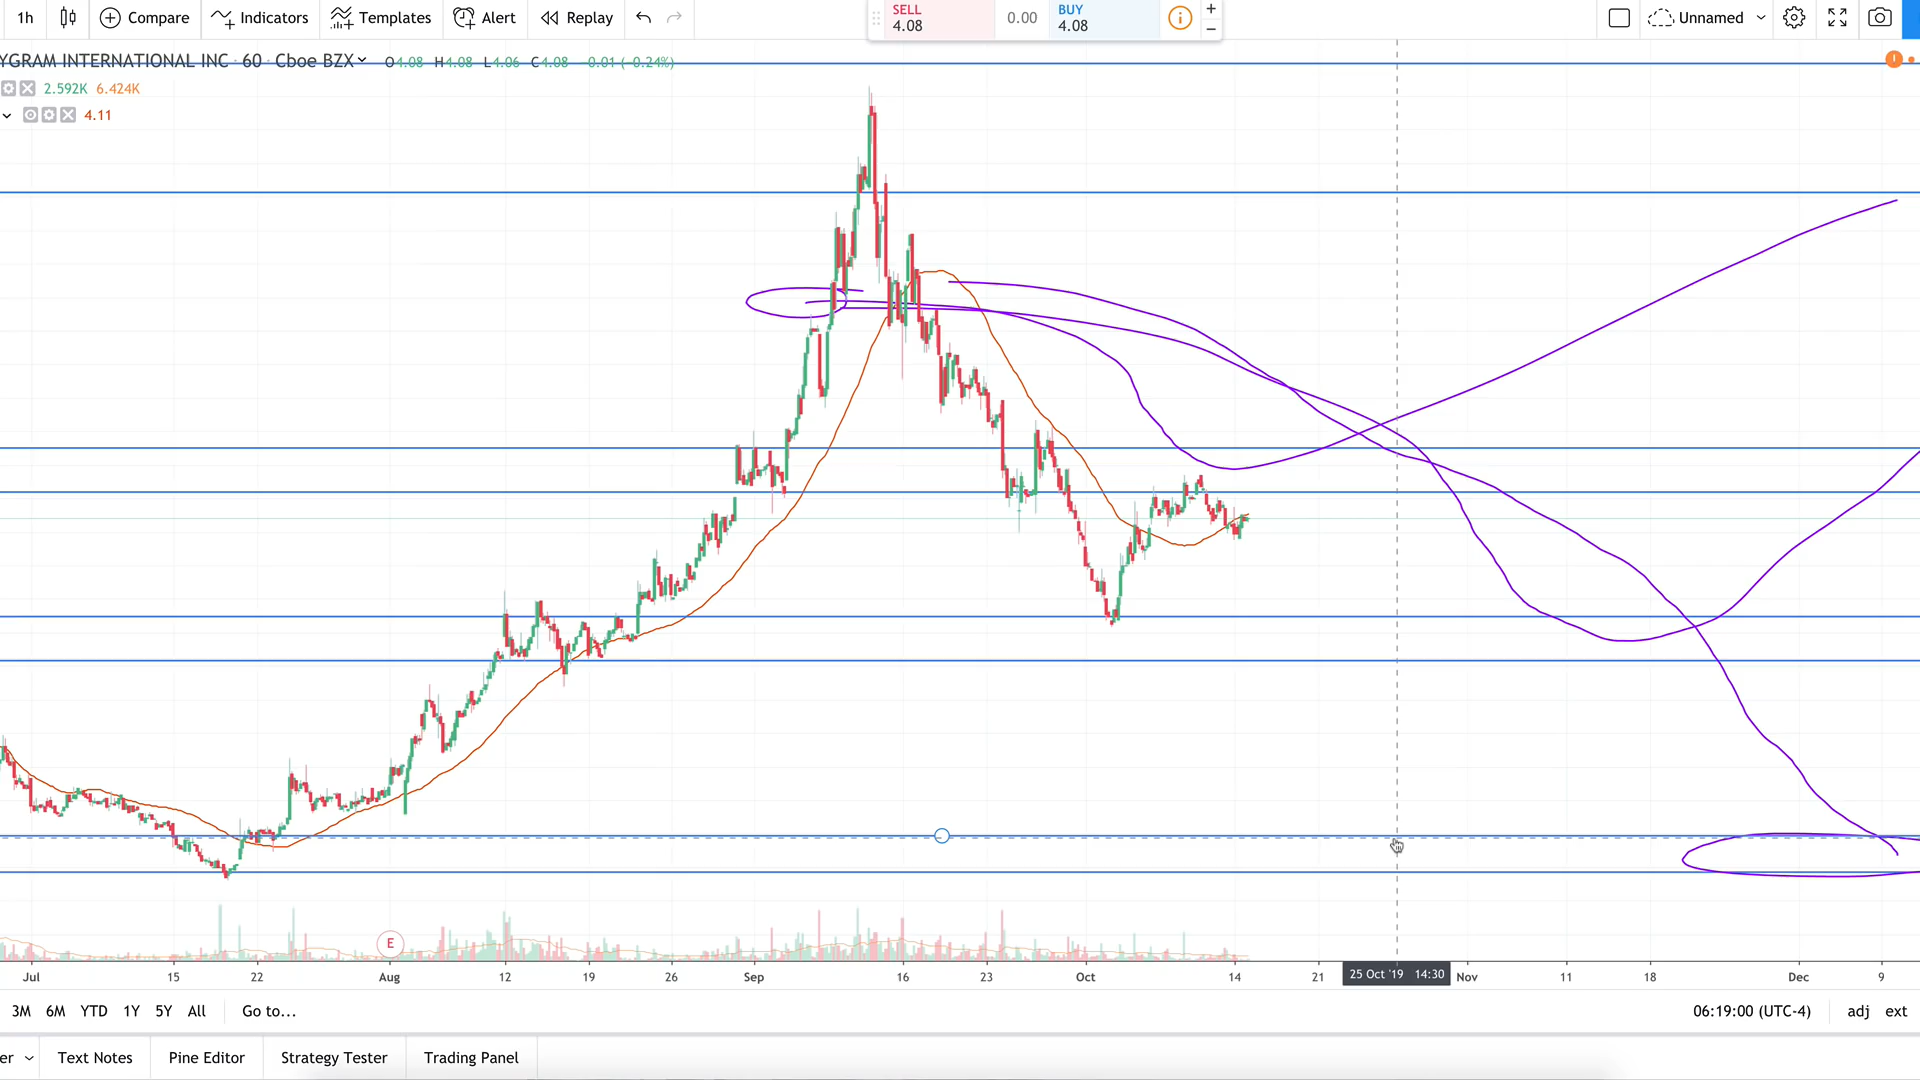 1h Compare Indicators Templates Alert Replay SELL 4.08 0.00 BUY 4.08 Unnamed
YGRAM INTERNATIONAL INC · 60 · Cboe BZX O4.08 H4.08 L4.06 C4.08 -0.01 (-0.24%)
2.592K 6.424K
4.11
E
Jul 15 22 Aug 12 19 26 Sep 16 23 Oct 14 21 25 Oct '19 14:30 Nov 11 18 Dec 9
3M 6M YTD 1Y 5Y All Go to... 06:19:00 (UTC-4) adj ext
er Text Notes Pine Editor Strategy Tester Trading Panel